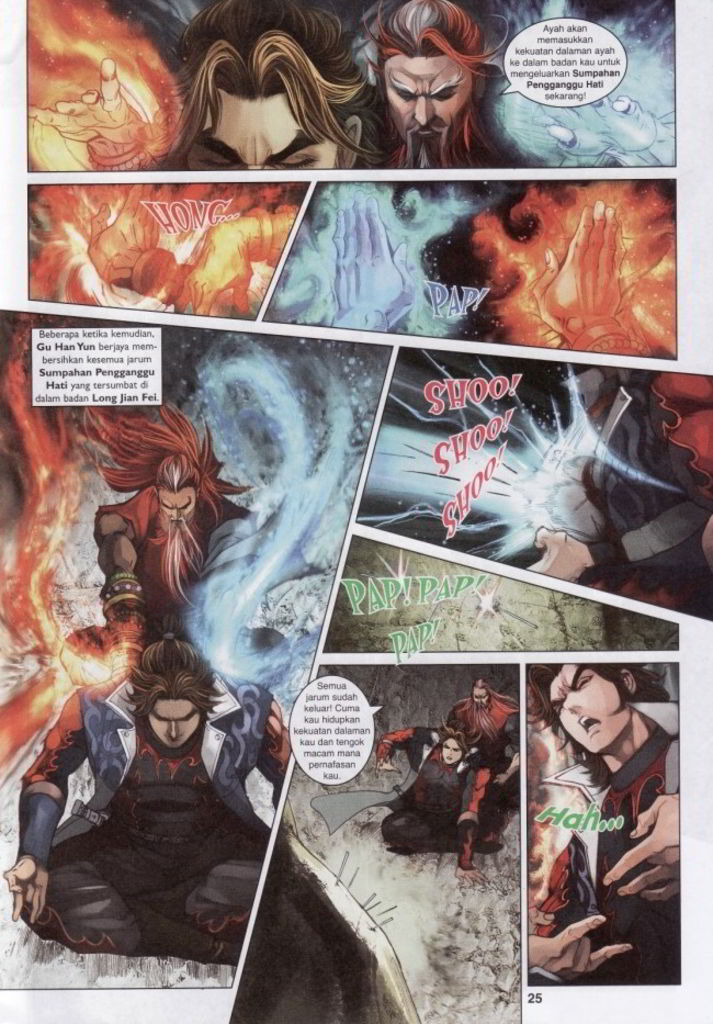 Ayah akan
memasukkan
kekuatan dalaman ayah
ke dalam badan kau untuk
mengeluarkan Sumpahan
Pengganggu Hati
sekarang!
HONG...
PAP!
Beberapa ketika kemudian,
Gu Han Yun berjaya mem-
bersihkan kesemua jarum
Sumpahan Pengganggu
Hati yang tersumbat di
dalam badan Long Jian Fei.
SHOO!
SHOO!
SHOO!
PAP! PAP!
PAP!
Semua
jarum sudah
keluar! Cuma
kau hidupkan
kekuatan dalaman
kau dan tengok
macam mana
pernafasan
kau.
Hah...
25